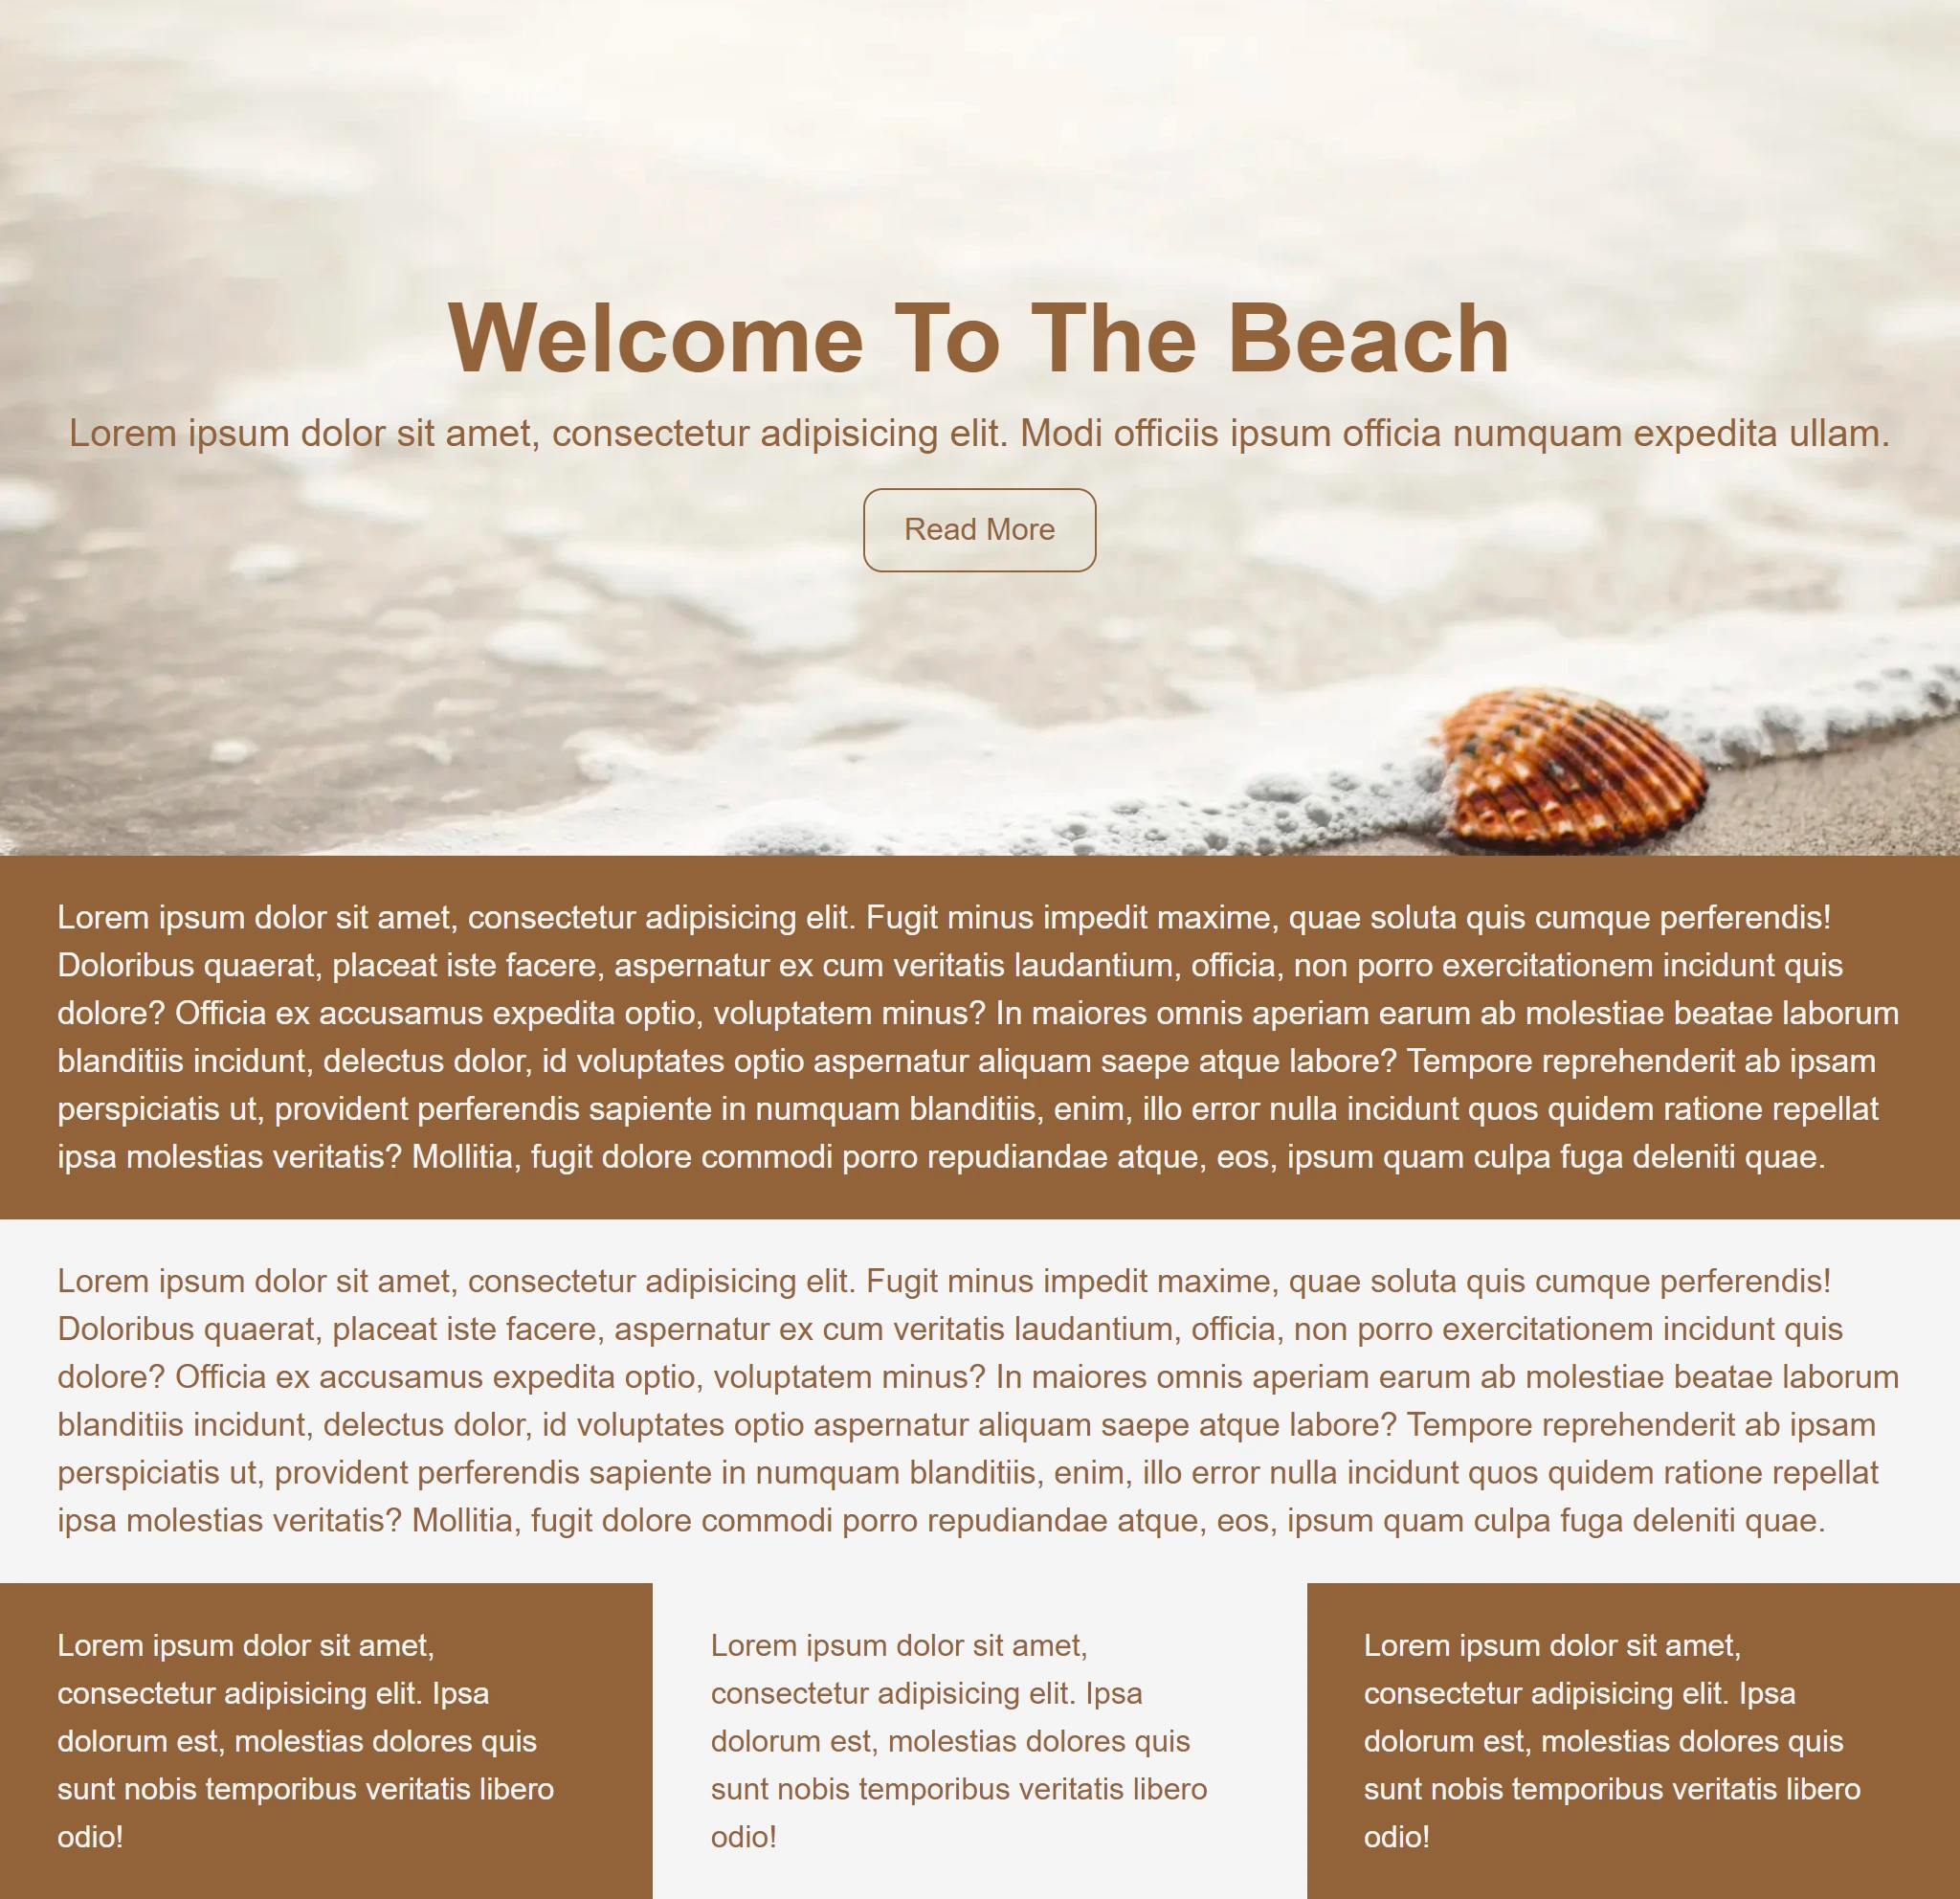 Welcome To The Beach
Lorem ipsum dolor sit amet, consectetur adipisicing elit. Modi officiis ipsum officia numquam expedita ullam.
Read More
Lorem ipsum dolor sit amet, consectetur adipisicing elit. Fugit minus impedit maxime, quae soluta quis cumque perferendis!
Doloribus quaerat, placeat iste facere, aspernatur ex cum veritatis laudantium, officia, non porro exercitationem incidunt quis
dolore? Officia ex accusamus expedita optio, voluptatem minus? In maiores omnis aperiam earum ab molestiae beatae laborum
blanditiis incidunt, delectus dolor, id voluptates optio aspernatur aliquam saepe atque labore? Tempore reprehenderit ab ipsam
perspiciatis ut, provident perferendis sapiente in numquam blanditiis, enim, illo error nulla incidunt quos quidem ratione repellat
ipsa molestias veritatis? Mollitia, fugit dolore commodi porro repudiandae atque, eos, ipsum quam culpa fuga deleniti quae.
Lorem ipsum dolor sit amet, consectetur adipisicing elit. Fugit minus impedit maxime, quae soluta quis cumque perferendis!
Doloribus quaerat, placeat iste facere, aspernatur ex cum veritatis laudantium, officia, non porro exercitationem incidunt quis
dolore? Officia ex accusamus expedita optio, voluptatem minus? In maiores omnis aperiam earum ab molestiae beatae laborum
blanditiis incidunt, delectus dolor, id voluptates optio aspernatur aliquam saepe atque labore? Tempore reprehenderit ab ipsam
perspiciatis ut, provident perferendis sapiente in numquam blanditiis, enim, illo error nulla incidunt quos quidem ratione repellat
ipsa molestias veritatis? Mollitia, fugit dolore commodi porro repudiandae atque, eos, ipsum quam culpa fuga deleniti quae.
Lorem ipsum dolor sit amet,
consectetur adipisicing elit. Ipsa
dolorum est, molestias dolores quis
sunt nobis temporibus veritatis libero
odio!
Lorem ipsum dolor sit amet,
consectetur adipisicing elit. Ipsa
dolorum est, molestias dolores quis
sunt nobis temporibus veritatis libero
odio!
Lorem ipsum dolor sit amet,
consectetur adipisicing elit. Ipsa
dolorum est, molestias dolores quis
sunt nobis temporibus veritatis libero
odio!